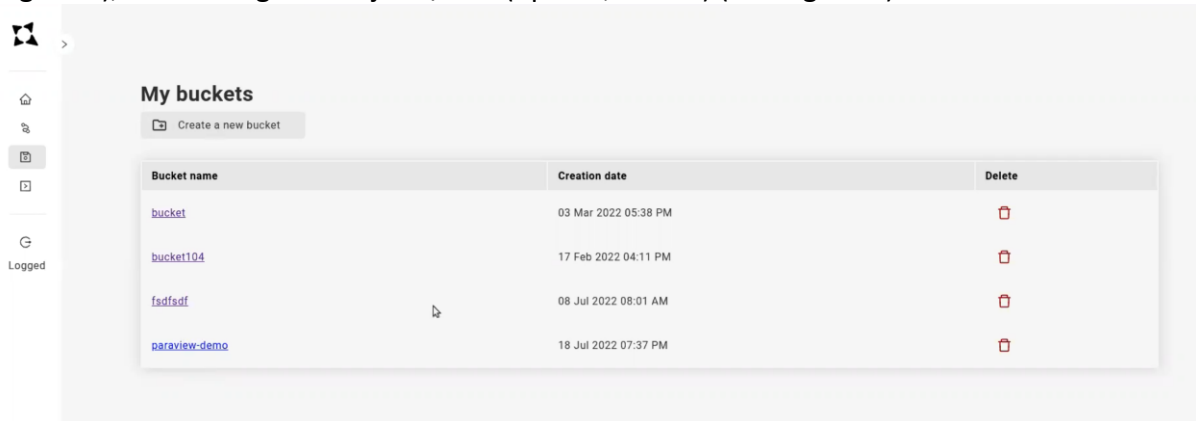 My buckets
Create a new bucket
Bucket name Creation date Delete
bucket 03 Mar 2022 05:38 PM
bucket104 17 Feb 2022 04:11 PM
Logged
fsdfsdf 08 Jul 2022 08:01 AM
paraview-demo 18 Jul 2022 07:37 PM